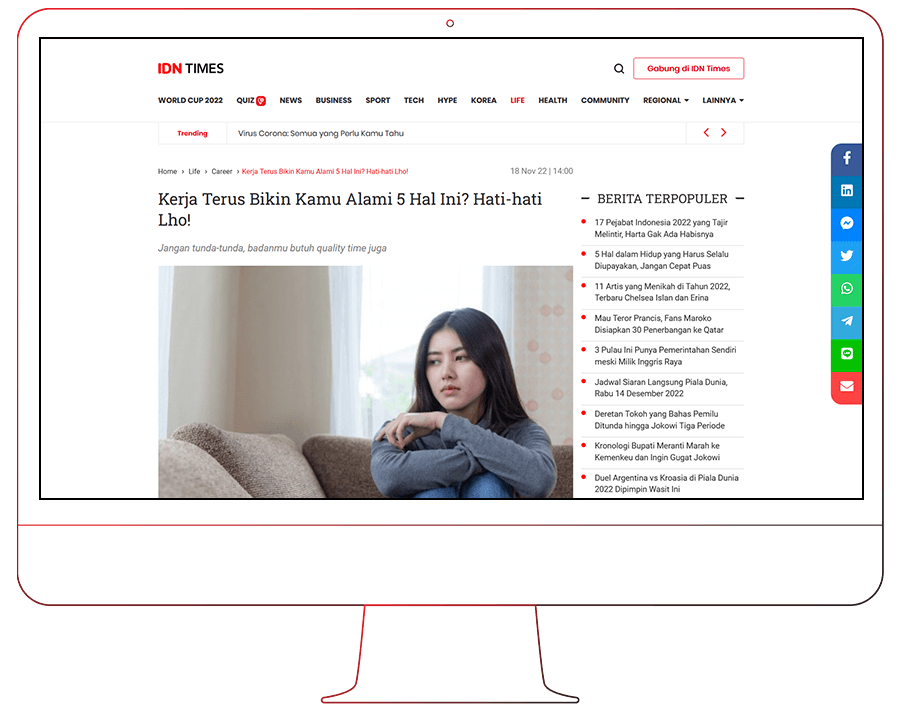 IDN TIMES
Gabung di IDN Times
WORLD CUP 2022 QUIZ NEWS BUSINESS SPORT TECH HYPE KOREA LIFE HEALTH COMMUNITY REGIONAL LAINNYA
Trending Virus Corona: Semua yang Perlu Kamu Tahu
Home › Life › Career › Kerja Terus Bikin Kamu Alami 5 Hal Ini? Hati-hati Lho!
18 Nov 22 | 14:00
Kerja Terus Bikin Kamu Alami 5 Hal Ini? Hati-hati
Lho!
Jangan tunda-tunda, badanmu butuh quality time juga
BERITA TERPOPULER
17 Pejabat Indonesia 2022 yang Tajir
Melintir, Harta Gak Ada Habisnya
5 Hal dalam Hidup yang Harus Selalu
Diupayakan, Jangan Cepat Puas
11 Artis yang Menikah di Tahun 2022,
Terbaru Chelsea Islan dan Erina
Mau Teror Prancis, Fans Maroko
Disiapkan 30 Penerbangan ke Qatar
3 Pulau Ini Punya Pemerintahan Sendiri
meski Milik Inggris Raya
Jadwal Siaran Langsung Piala Dunia,
Rabu 14 Desember 2022
Deretan Tokoh yang Bahas Pemilu
Ditunda hingga Jokowi Tiga Periode
Kronologi Bupati Meranti Marah ke
Kemenkeu dan Ingin Gugat Jokowi
Duel Argentina vs Kroasia di Piala Dunia
2022 Dipimpin Wasit Ini